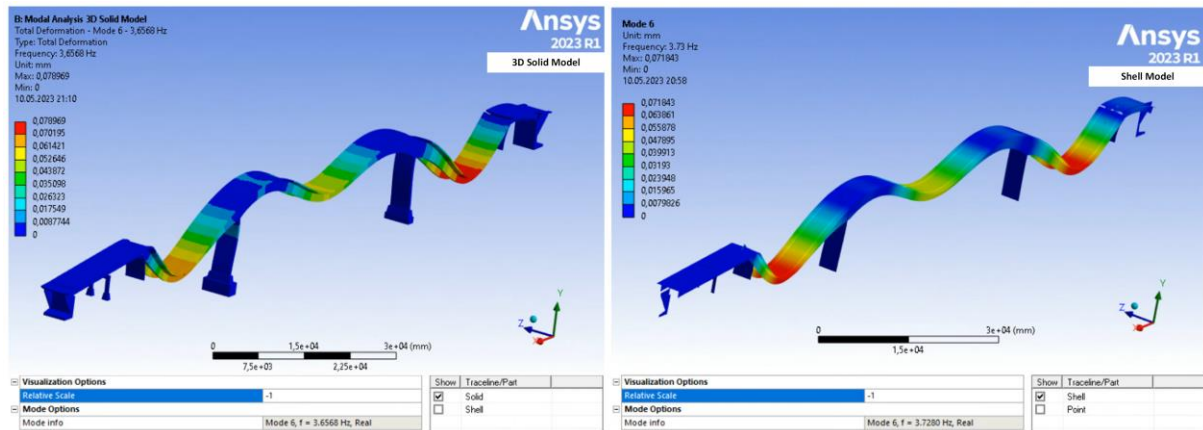 B: Modal Analysis 3D Solid Model
Total Deformation - Mode 6 - 3,6568 Hz
Type: Total Deformation
Frequency: 3,6568 Hz
Unit: mm
Max: 0,078969
Min: 0
10.05.2023 21:10
Ansys
2023 R1
3D Solid Model
0,078969
0,070195
0,061421
0,052646
0,043872
0,035098
0,026323
0,017549
0,0087744
0
Y
Z
X
0
1,5e+04
3e+04 (mm)
7,5e+03
2,25e+04
Visualization Options
Relative Scale
-1
Mode Options
Mode info
Mode 6, f = 3.6568 Hz, Real
Show
Traceline/Part
Solid
Shell
Mode 6
Unit: mm
Frequency: 3.73 Hz
Max: 0,071843
Min: 0
10.05.2023 20:58
Ansys
2023 R1
Shell Model
0,071843
0,063861
0,055878
0,047895
0,039913
0,03193
0,023948
0,015965
0,0079826
0
Y
Z
X
0
3e+04 (mm)
1,5e+04
Visualization Options
Relative Scale
-1
Mode Options
Mode info
Mode 6, f = 3.7280 Hz, Real
Show
Traceline/Part
Shell
Point